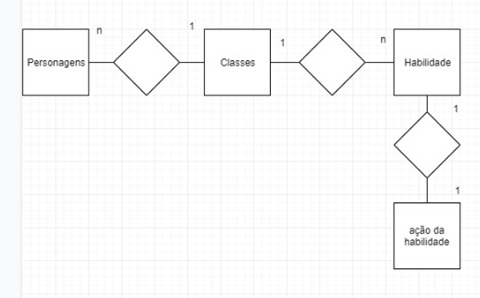 n
1
Personagens
Classes
1
n
Habilidade
1
1
ação da
habilidade